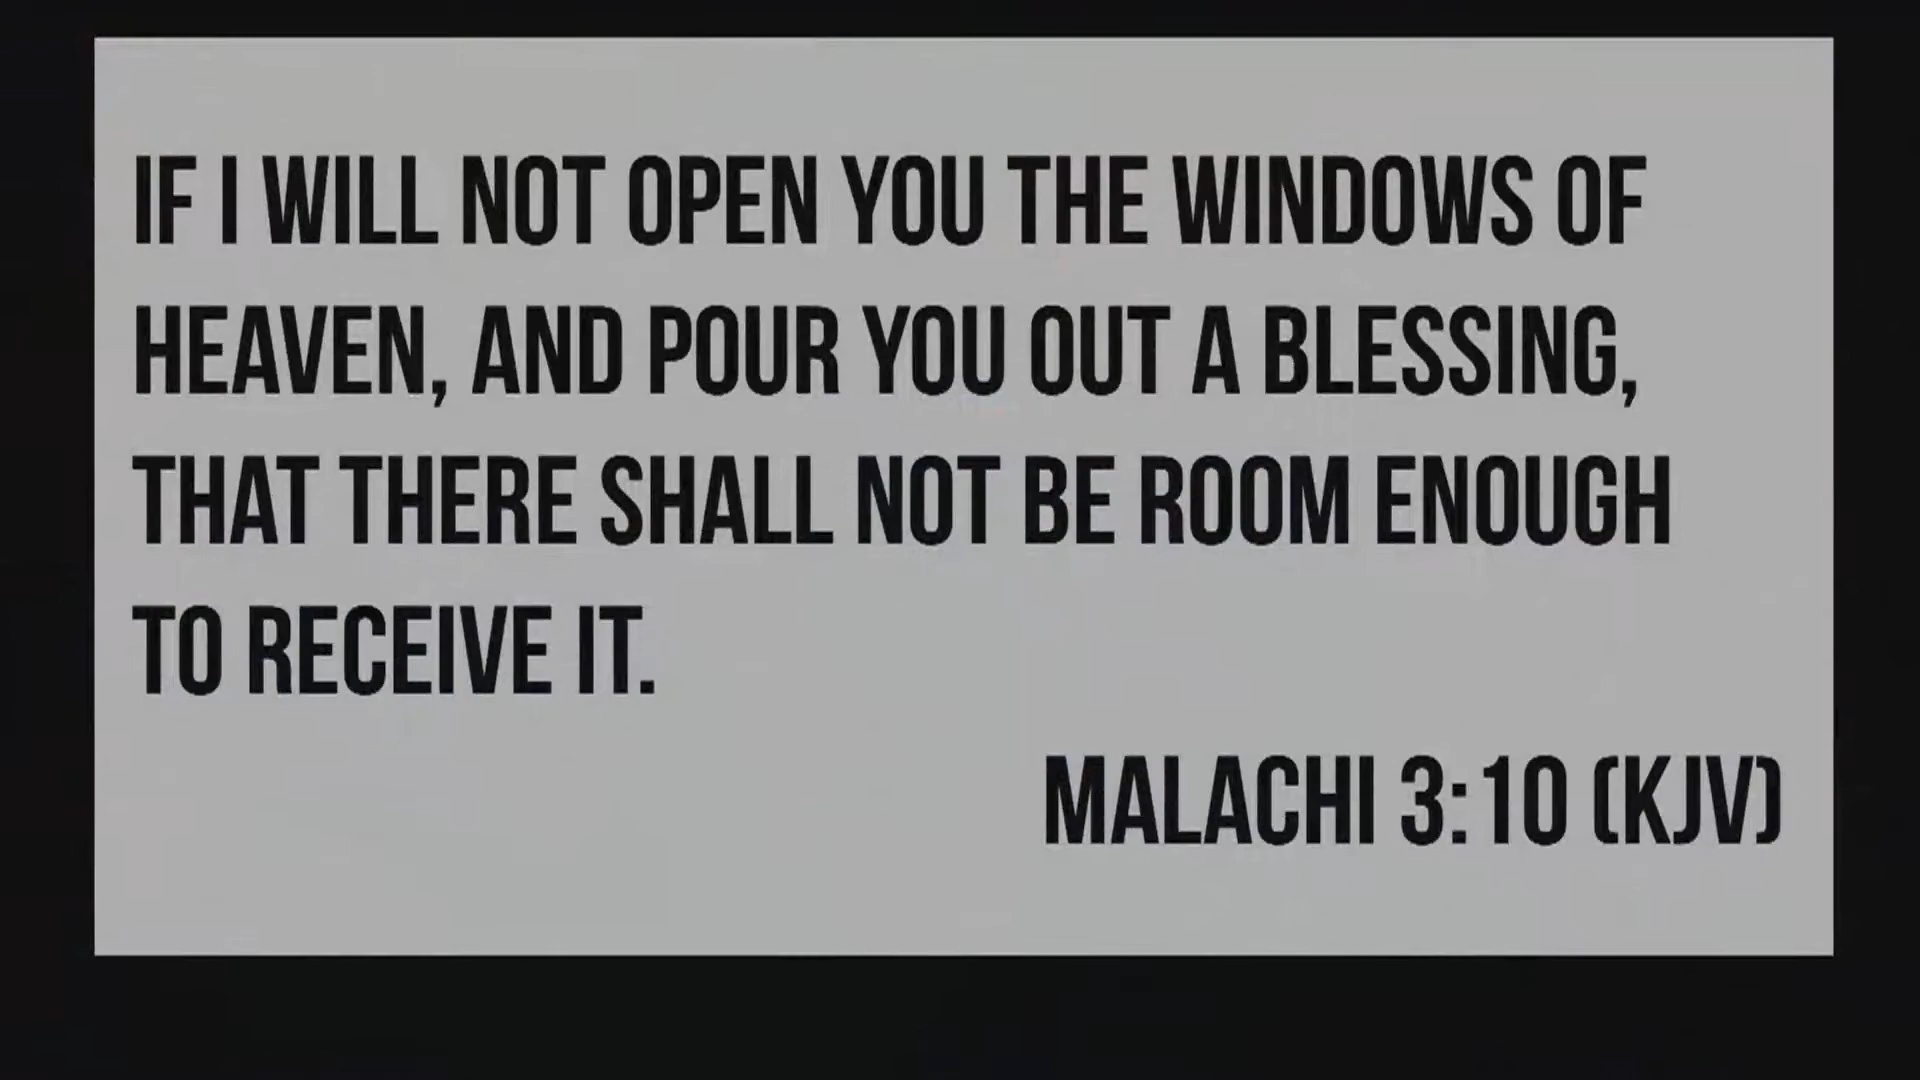 IF I WILL NOT OPEN YOU THE WINDOWS OF
HEAVEN, AND POUR YOU OUT A BLESSING,
THAT THERE SHALL NOT BE ROOM ENOUGH
TO RECEIVE IT.
MALACHI 3:10 (KJV)